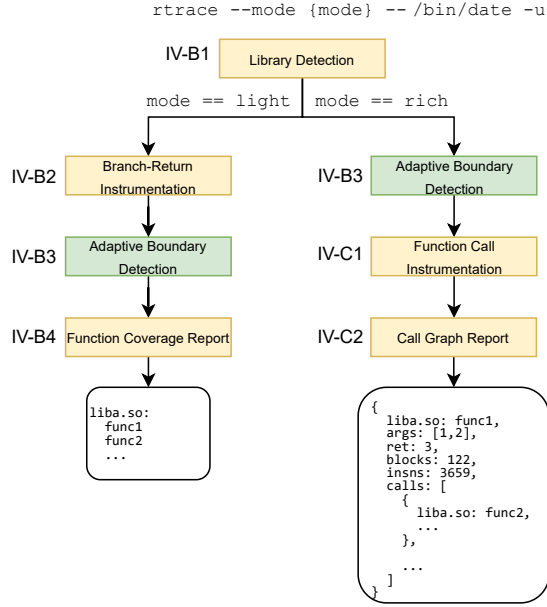 rtrace --mode {mode} -- /bin/date -u
IV-B1
Library Detection
mode == light
mode == rich
IV-B2
Branch-Return
Instrumentation
IV-B3
Adaptive Boundary
Detection
IV-B3
Adaptive Boundary
Detection
IV-C1
Function Call
Instrumentation
IV-B4
Function Coverage Report
IV-C2
Call Graph Report
liba.so:
  func1
  func2
  ...
{
  liba.so: func1,
  args: [1,2],
  ret: 3,
  blocks: 122,
  insns: 3659,
  calls: [
    {
      liba.so: func2,
      ...
    },
    ...
  ]
}